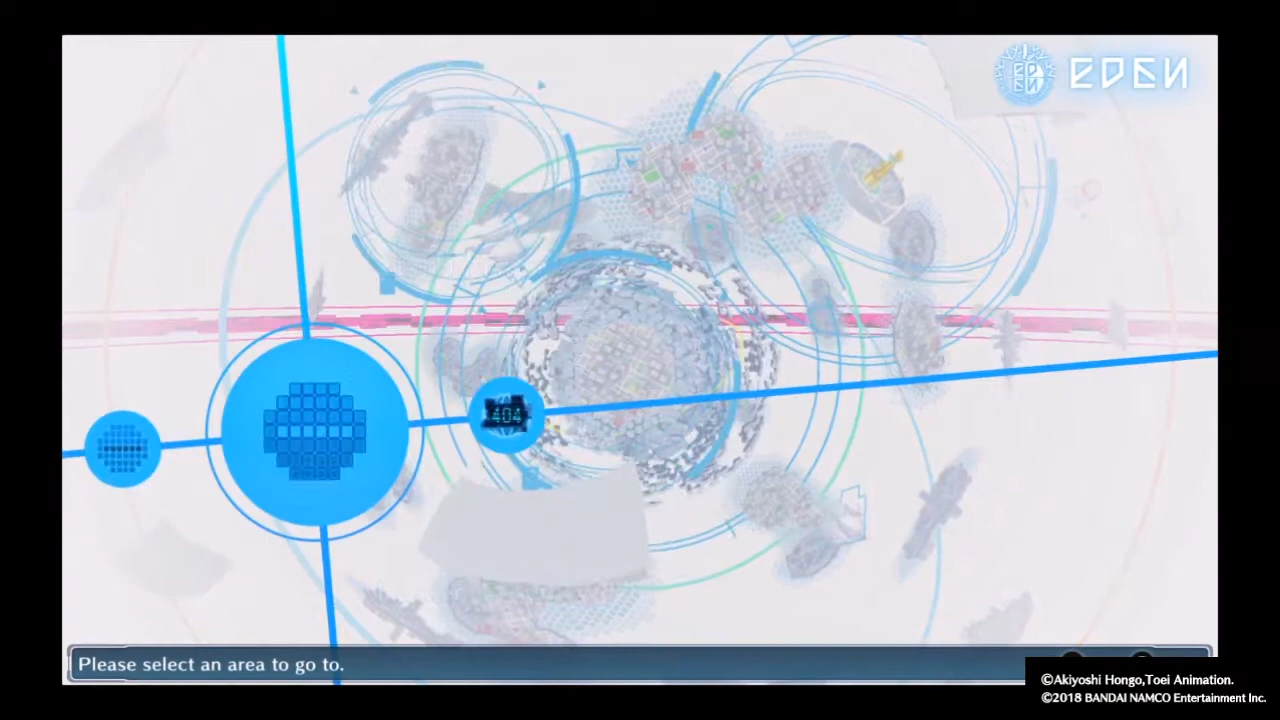 EDEN
404
Please select an area to go to.
©Akiyoshi Hongo,Toei Animation.
©2018 BANDAI NAMCO Entertainment Inc.